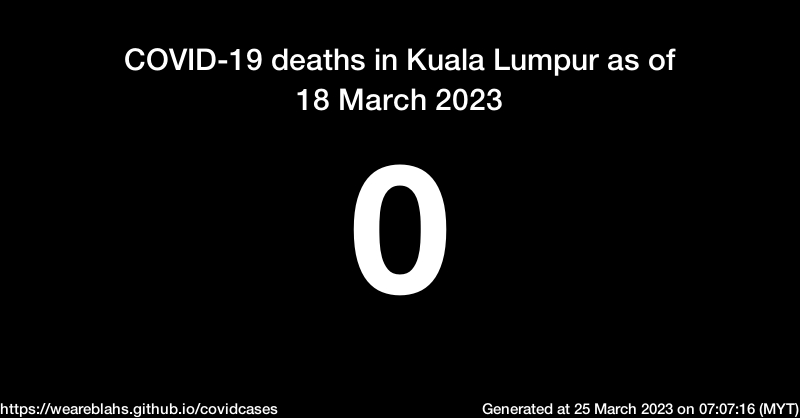 COVID-19 deaths in Kuala Lumpur as of
18 March 2023
0
https://weareblahs.github.io/covidcases
Generated at 25 March 2023 on 07:07:16 (MYT)